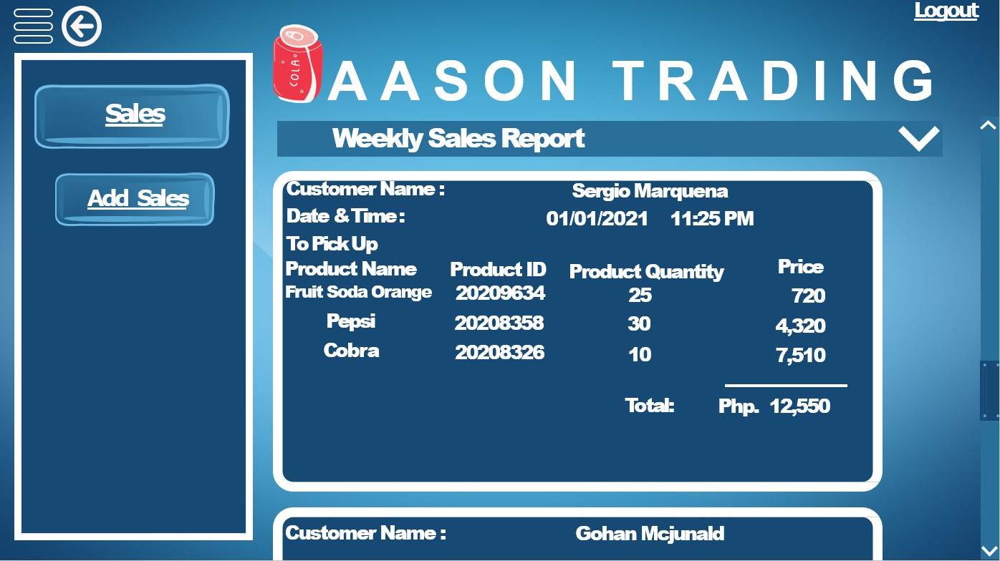 Logout
COLA
AASON TRADING
Sales
Weekly Sales Report
Add Sales
Customer Name : Sergio Marquena
Date & Time : 01/01/2021 11:25 PM
To Pick Up
Product Name Product ID Product Quantity Price
Fruit Soda Orange 20209634 25 720
Pepsi 20208358 30 4,320
Cobra 20208326 10 7,510
Total: Php. 12,550
Customer Name : Gohan Mcjunald